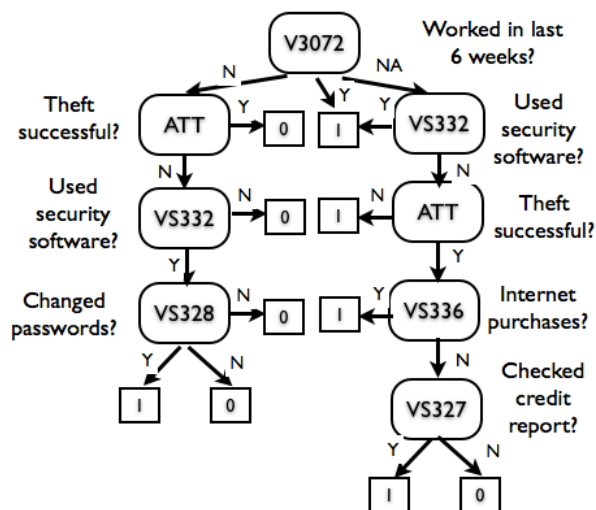 V3072
Worked in last
6 weeks?
N
Y
NA
Theft
successful?
ATT
Y
0
1
Y
VS332
Used
security
software?
N
N
Used
security
software?
VS332
N
0
1
N
ATT
Theft
successful?
Y
Y
Changed
passwords?
VS328
N
0
1
Y
VS336
Internet
purchases?
Y
N
N
1
0
VS327
Checked
credit
report?
Y
N
1
0